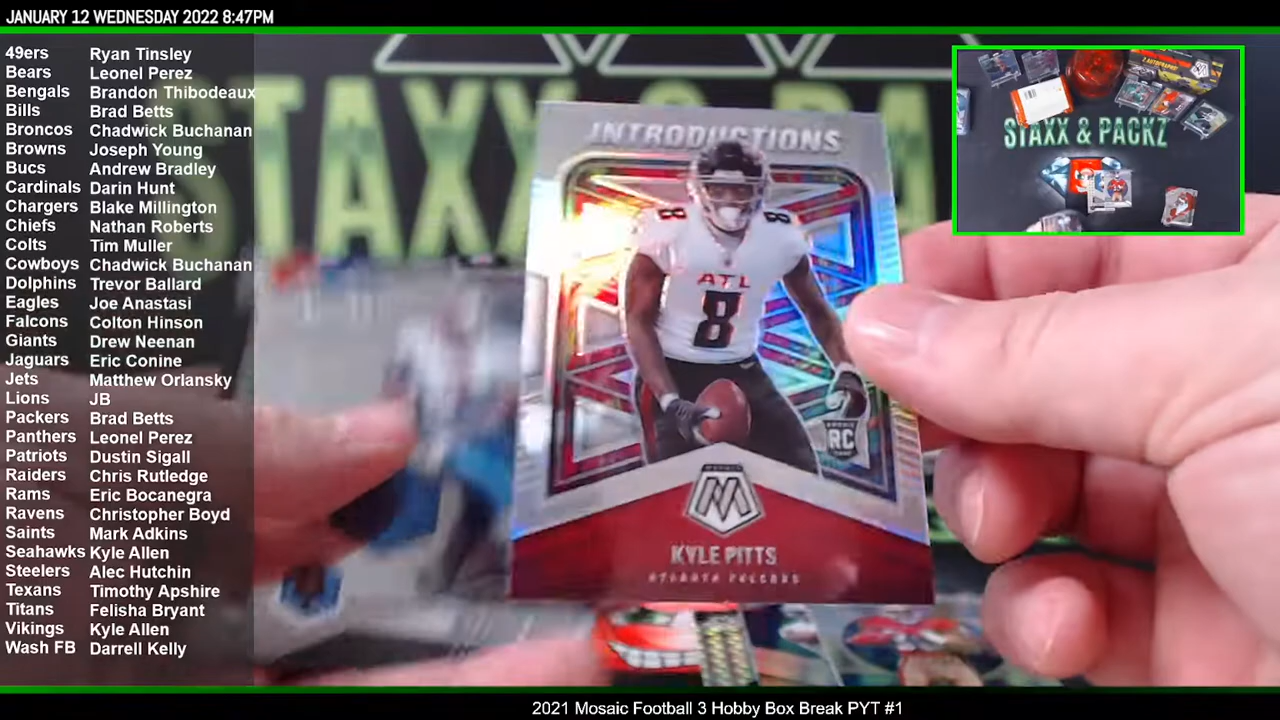 JANUARY 12 WEDNESDAY 2022 8:47PM
49ers Ryan Tinsley
Bears Leonel Perez
Bengals Brandon Thibodeaux
Bills Brad Betts
Broncos Chadwick Buchanan
Browns Joseph Young
Bucs Andrew Bradley
Cardinals Darin Hunt
Chargers Blake Millington
Chiefs Nathan Roberts
Colts Tim Muller
Cowboys Chadwick Buchanan
Dolphins Trevor Ballard
Eagles Joe Anastasi
Falcons Colton Hinson
Giants Drew Neenan
Jaguars Eric Conine
Jets Matthew Orlansky
Lions JB
Packers Brad Betts
Panthers Leonel Perez
Patriots Dustin Sigall
Raiders Chris Rutledge
Rams Eric Bocanegra
Ravens Christopher Boyd
Saints Mark Adkins
Seahawks Kyle Allen
Steelers Alec Hutchin
Texans Timothy Apshire
Titans Felisha Bryant
Vikings Kyle Allen
Wash FB Darrell Kelly
STAXX & PA
INTRODUCTIONS
8 8
ATL
8
RC
M
KYLE PITTS
ATLANTA FALCONS
2 AUTOGRAPHS
STAXX & PACKZ
2021 Mosaic Football 3 Hobby Box Break PYT #1